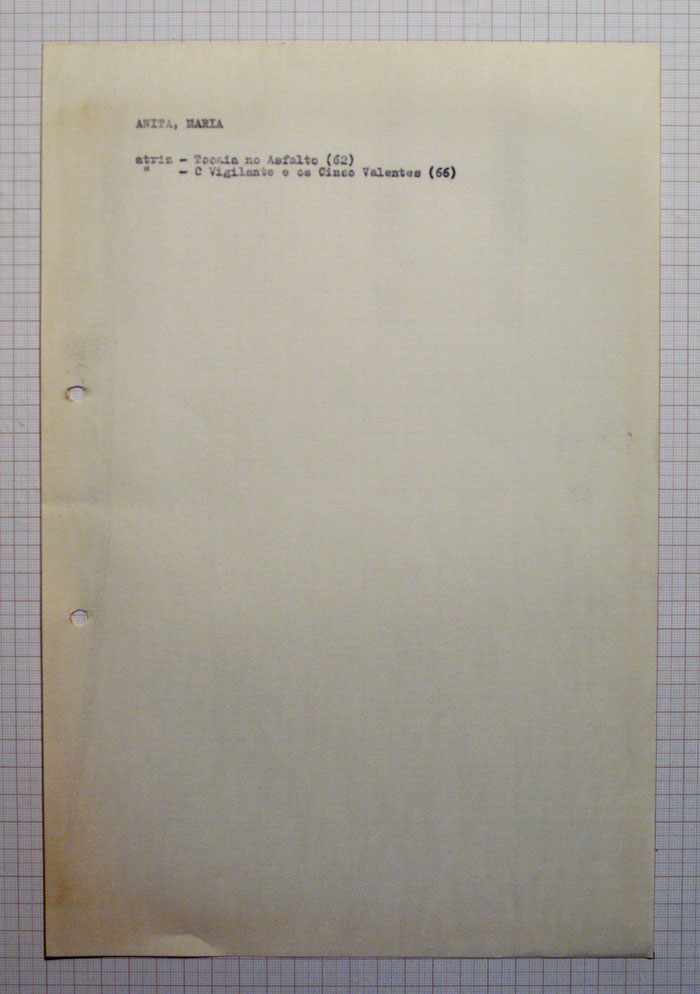 ANITA, MARIA
atriz - Tocaia no Asfalto (62)
" - O Vigilante e os Cinco Valentes (66)